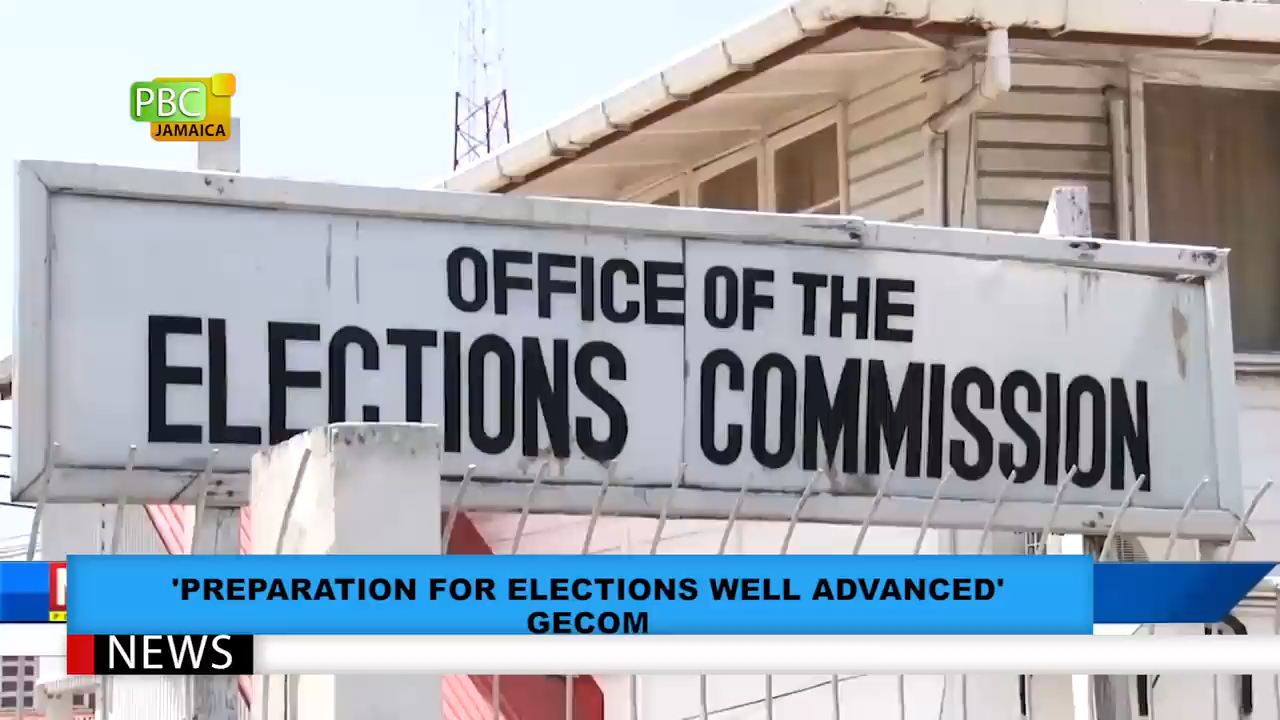 PBC
JAMAICA
OFFICE OF THE
ELECTIONS COMMISSION
'PREPARATION FOR ELECTIONS WELL ADVANCED'
GECOM
NEWS